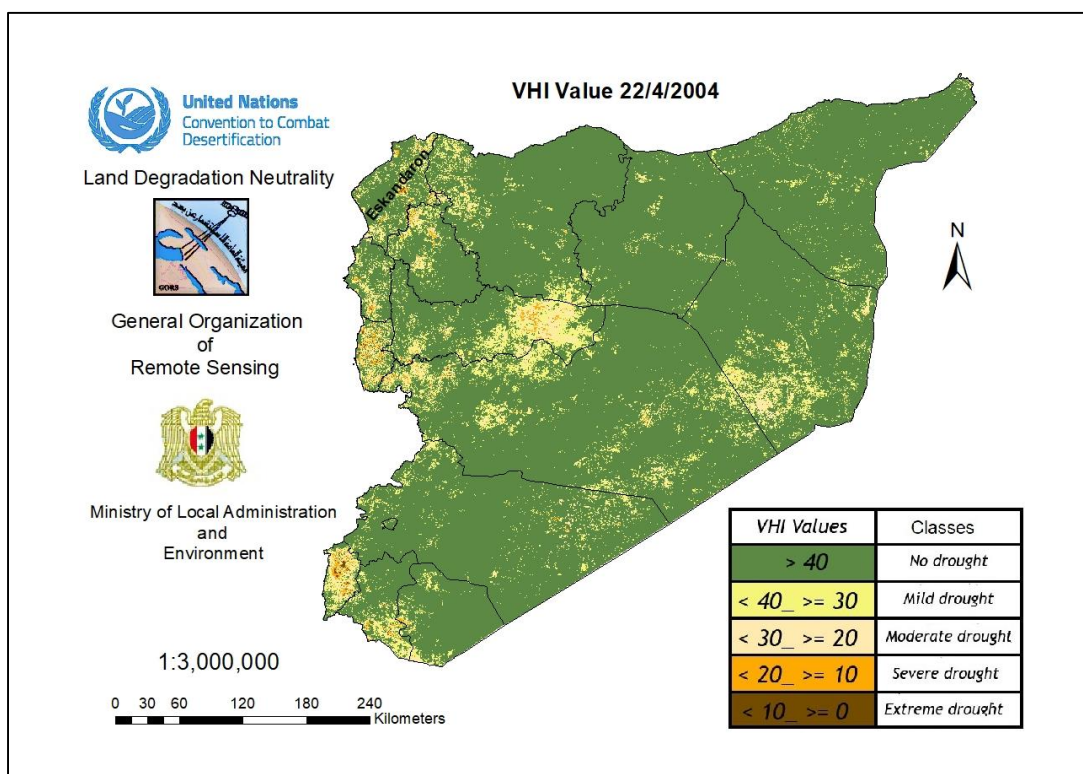 VHI Value 22/4/2004
United Nations
Convention to Combat
Desertification
Land Degradation Neutrality
GORS
General Organization
of
Remote Sensing
Ministry of Local Administration
and
Environment
Eskandaron
N
1:3,000,000
0 15 30 60 120 180 240
Kilometers
VHI Values Classes
> 40 No drought
< 40_ >= 30 Mild drought
< 30_ >= 20 Moderate drought
< 20_ >= 10 Severe drought
< 10_ >= 0 Extreme drought